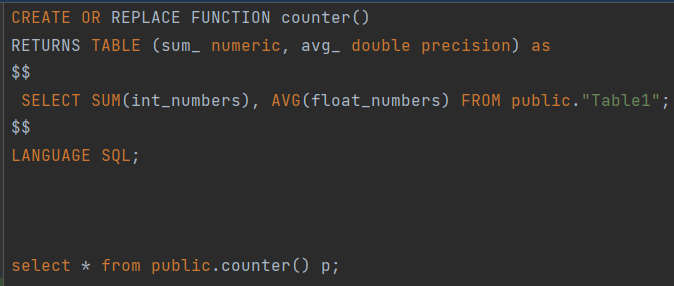 CREATE OR REPLACE FUNCTION counter()
RETURNS TABLE (sum_ numeric, avg_ double precision) as
$$
SELECT SUM(int_numbers), AVG(float_numbers) FROM public."Table1";
$$
LANGUAGE SQL;
select * from public.counter() p;